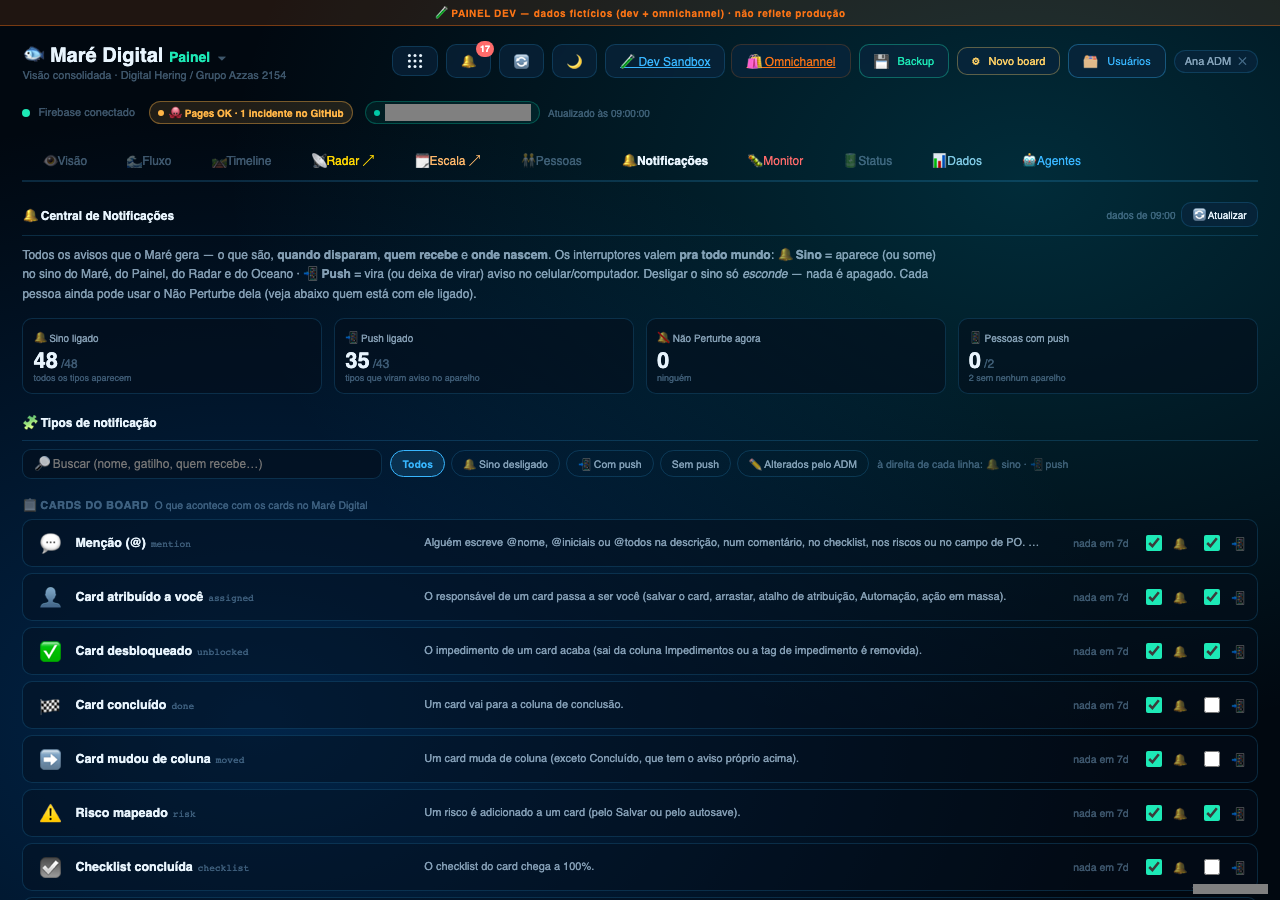 PAINEL DEV — dados fictícios (dev + omnichannel) · não reflete produção
Maré Digital Painel
Visão consolidada · Digital Hering / Grupo Azzas 2154
17
Dev Sandbox
Omnichannel
Backup
Novo board
Usuários
Ana ADM ✕
Firebase conectado
Pages OK · 1 incidente no GitHub
Atualizado às 09:00:00
Visão
Fluxo
Timeline
Radar ↗
Escala ↗
Pessoas
Notificações
Monitor
Status
Dados
Agentes
Central de Notificações
dados de 09:00
Atualizar
Todos os avisos que o Maré gera — o que são, quando disparam, quem recebe e onde nascem. Os interruptores valem pra todo mundo: 🔔 Sino = aparece (ou some)
no sino do Maré, do Painel, do Radar e do Oceano · 📲 Push = vira (ou deixa de virar) aviso no celular/computador. Desligar o sino só esconde — nada é apagado. Cada
pessoa ainda pode usar o Não Perturbe dela (veja abaixo quem está com ele ligado).
Sino ligado
48 /48
todos os tipos aparecem
Push ligado
35 /43
tipos que viram aviso no aparelho
Não Perturbe agora
0
ninguém
Pessoas com push
0 /2
2 sem nenhum aparelho
Tipos de notificação
Buscar (nome, gatilho, quem recebe…)
Todos
Sino desligado
Com push
Sem push
Alterados pelo ADM
à direita de cada linha: 🔔 sino · 📲 push
CARDS DO BOARD O que acontece com os cards no Maré Digital
Menção (@) mention
Alguém escreve @nome, @iniciais ou @todos na descrição, num comentário, no checklist, nos riscos ou no campo de PO. …
nada em 7d
Card atribuído a você assigned
O responsável de um card passa a ser você (salvar o card, arrastar, atalho de atribuição, Automação, ação em massa).
nada em 7d
Card desbloqueado unblocked
O impedimento de um card acaba (sai da coluna Impedimentos ou a tag de impedimento é removida).
nada em 7d
Card concluído done
Um card vai para a coluna de conclusão.
nada em 7d
Card mudou de coluna moved
Um card muda de coluna (exceto Concluído, que tem o aviso próprio acima).
nada em 7d
Risco mapeado risk
Um risco é adicionado a um card (pelo Salvar ou pelo autosave).
nada em 7d
Checklist concluída checklist
O checklist do card chega a 100%.
nada em 7d